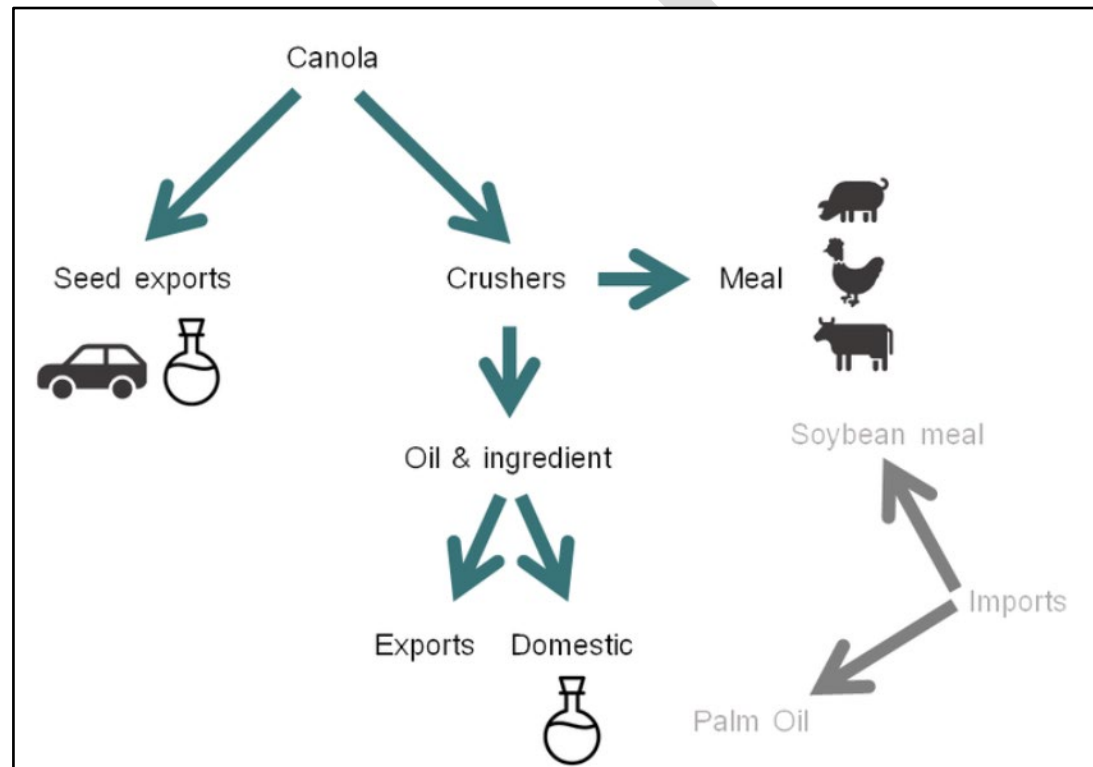 Canola
Seed exports
Crushers
Meal
Soybean meal
Oil & ingredient
Imports
Exports
Domestic
Palm Oil